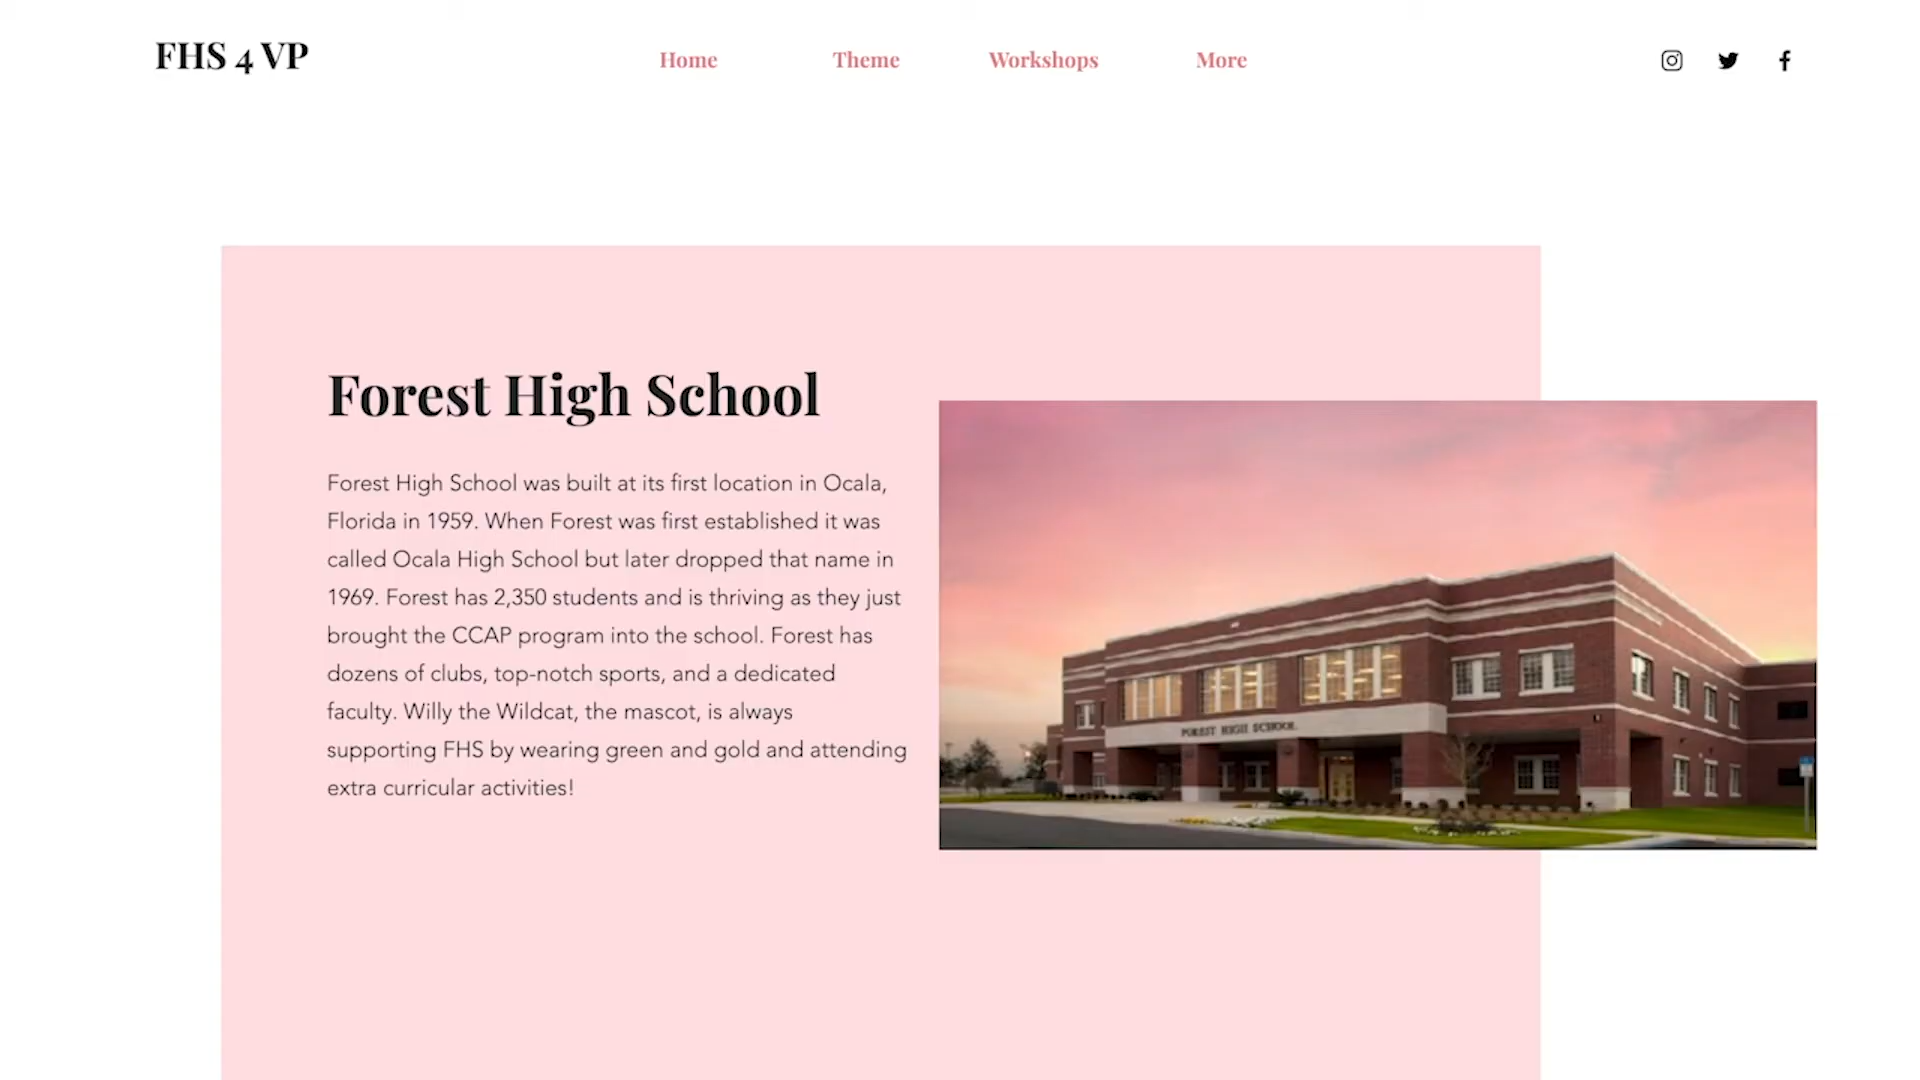 FHS 4 VP
Home
Theme
Workshops
More
Forest High School
Forest High School was built at its first location in Ocala,
Florida in 1959. When Forest was first established it was
called Ocala High School but later dropped that name in
1969. Forest has 2,350 students and is thriving as they just
brought the CCAP program into the school. Forest has
dozens of clubs, top-notch sports, and a dedicated
faculty. Willy the Wildcat, the mascot, is always
supporting FHS by wearing green and gold and attending
extra curricular activities!
FOREST HIGH SCHOOL